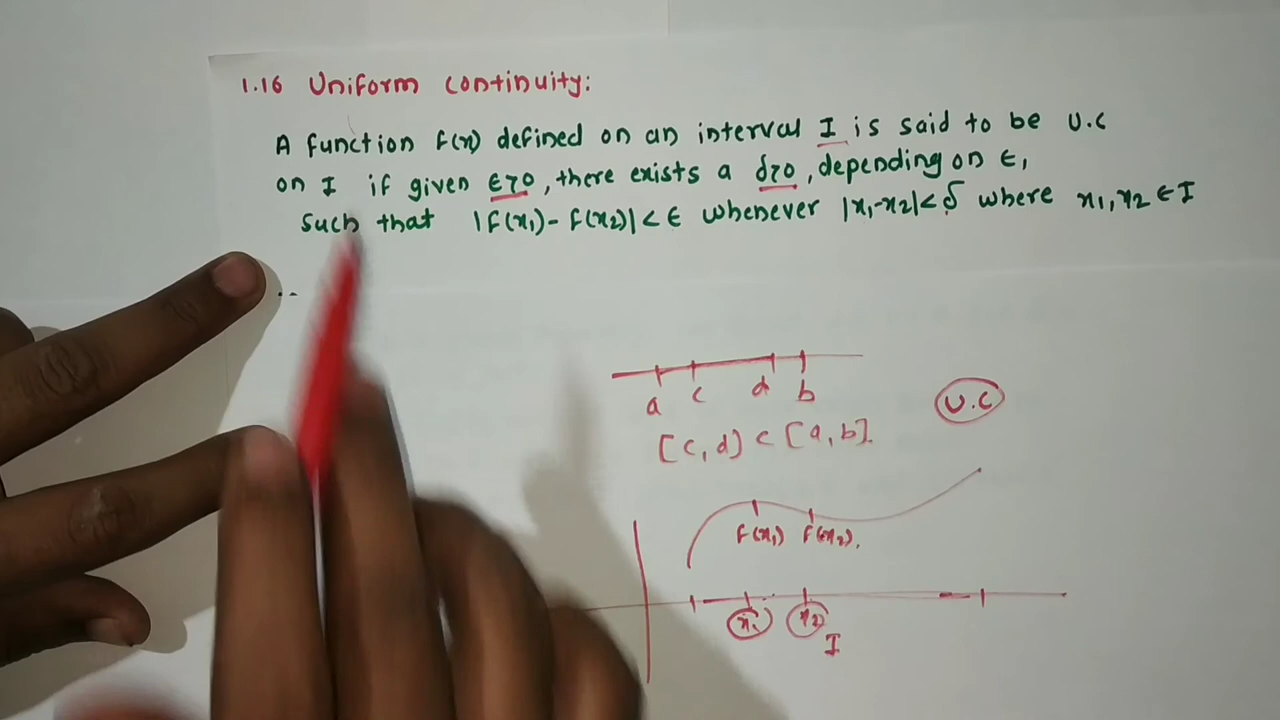 1.16 Uniform continuity:
A function f(x) defined on an interval I is said to be U.C
on I if given ϵ>0, there exists a δ>0, depending on ϵ,
such that |f(x₁)-f(x₂)|<ϵ whenever |x₁-x₂|<δ where x₁,x₂∈I
a c d b
U.C
[c,d] ⊂ [a,b]
f(x₁) f(x₂)
x₁ x₂
I